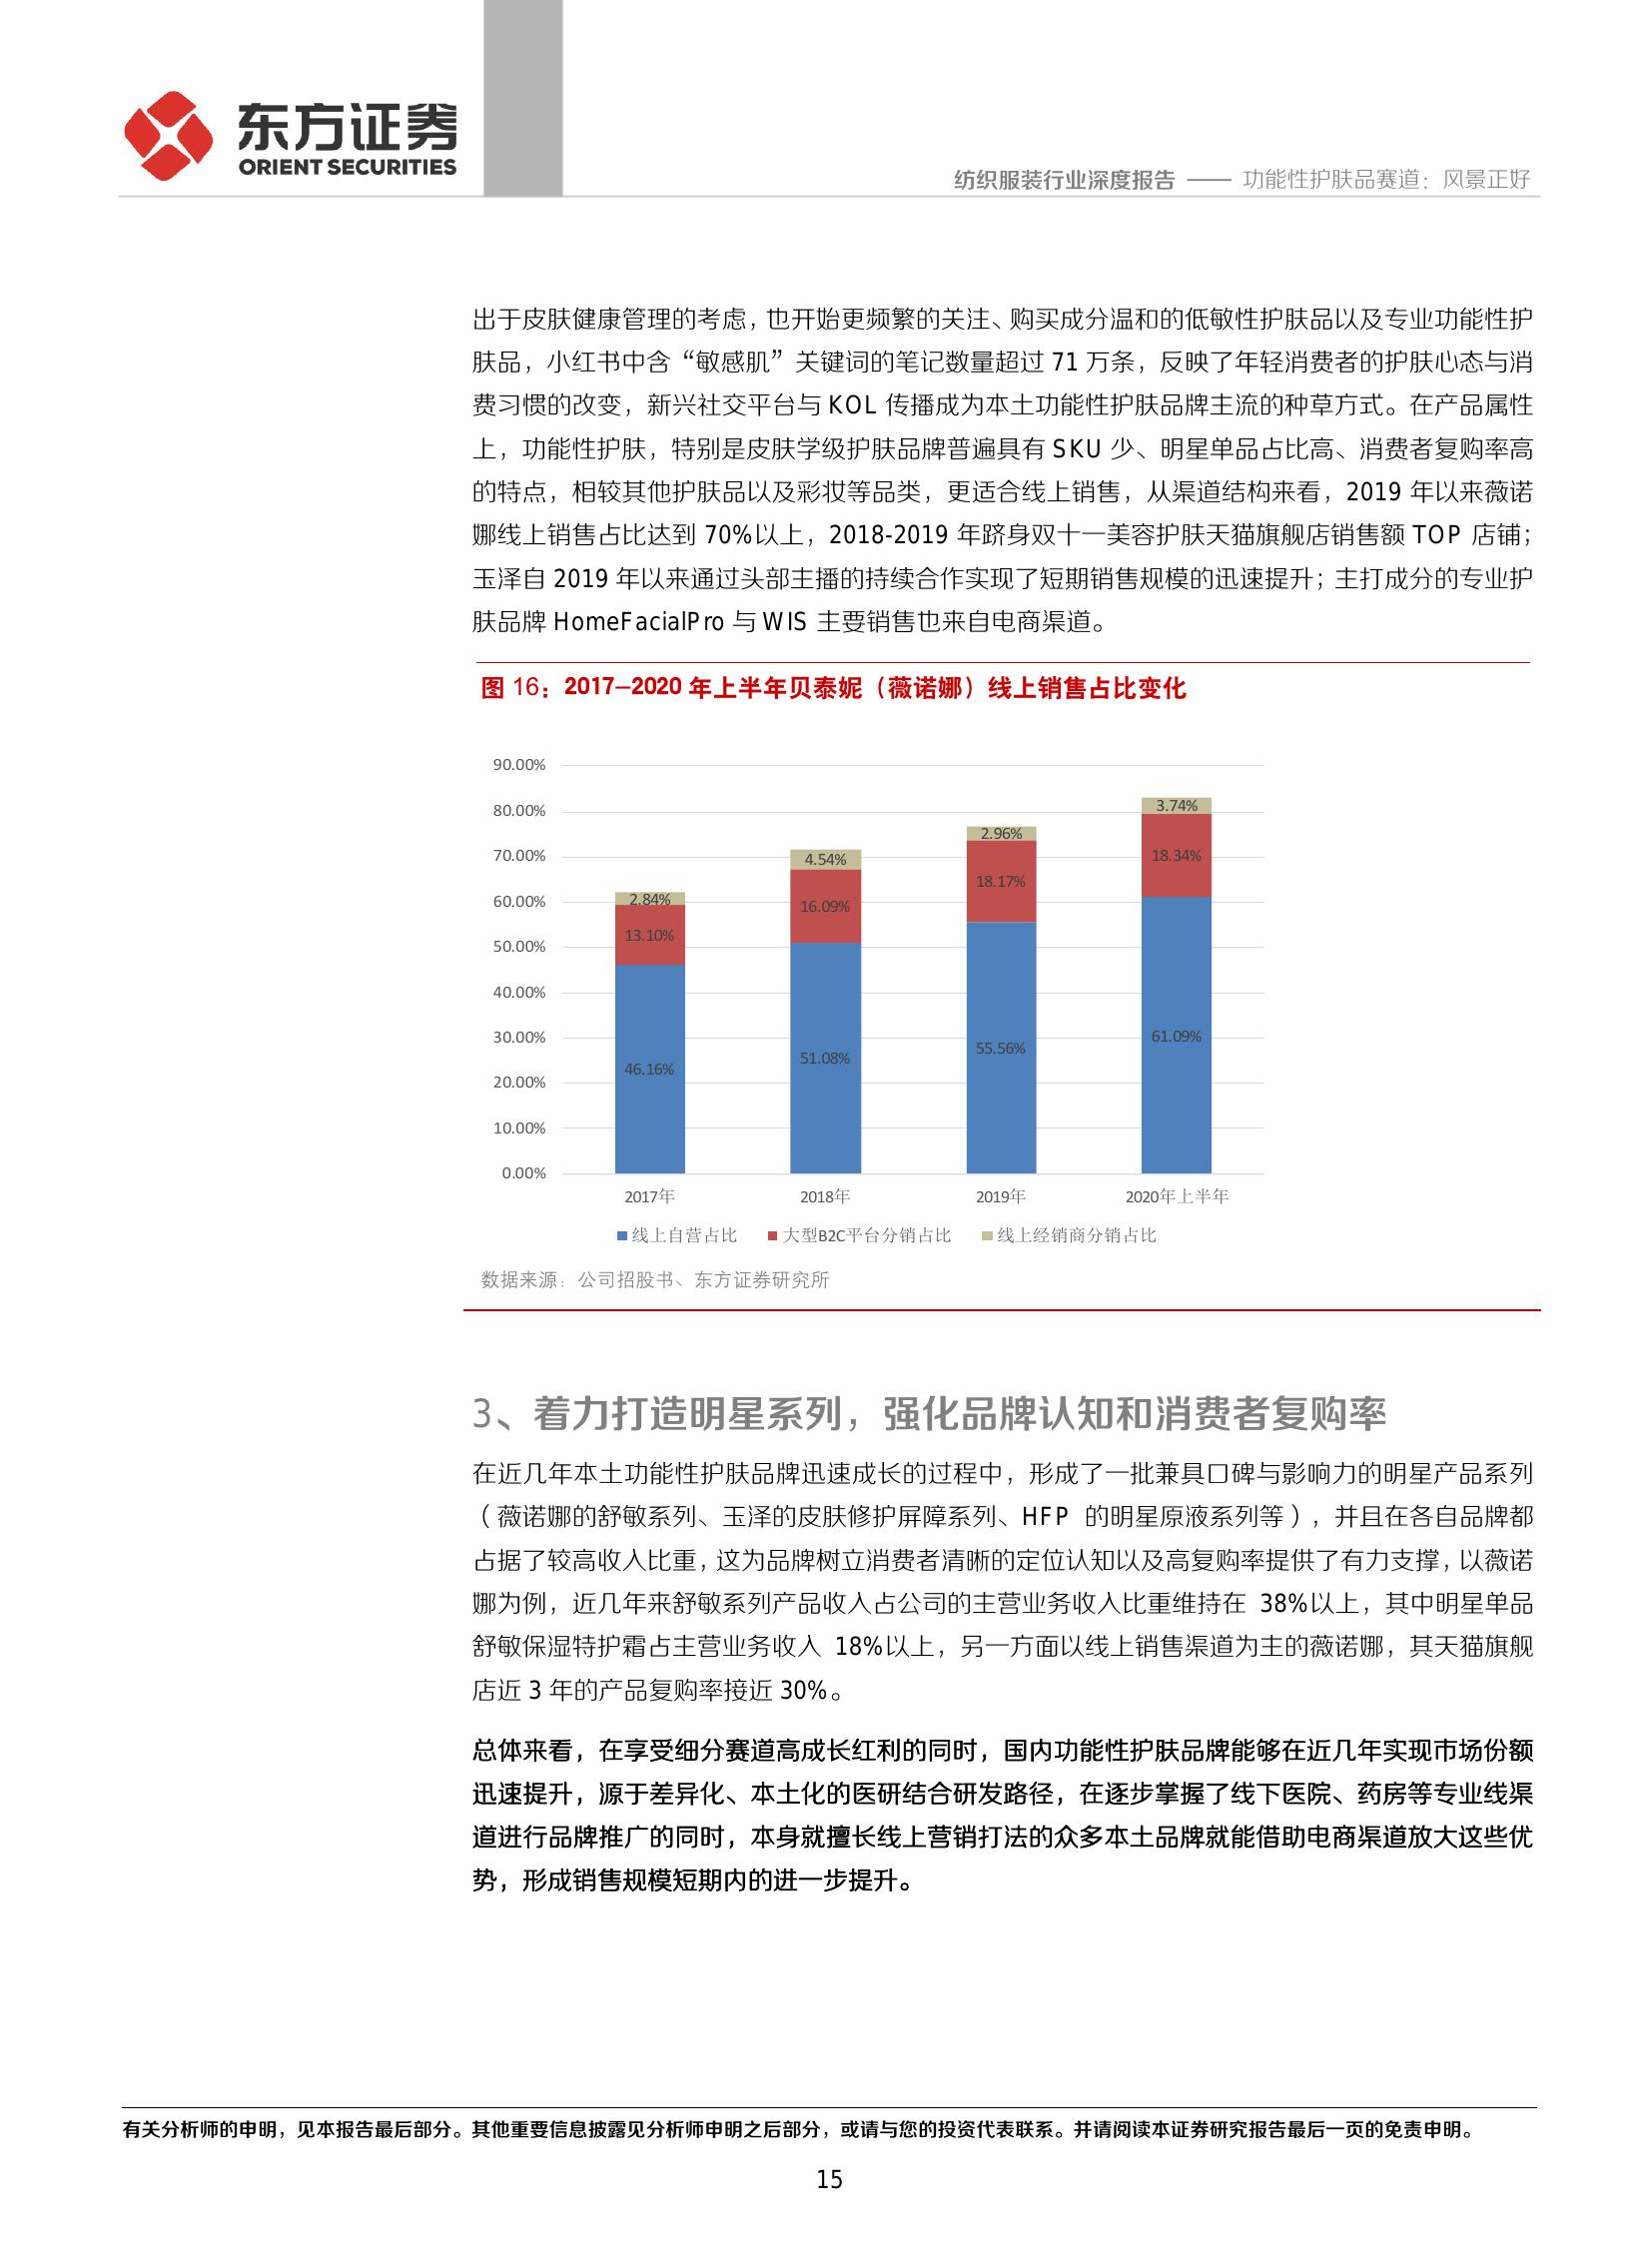 东方证券
ORIENT SECURITIES
纺织服装行业深度报告 —— 功能性护肤品赛道：风景正好
出于皮肤健康管理的考虑，也开始更频繁的关注、购买成分温和的低敏性护肤品以及专业功能性护
肤品，小红书中含“敏感肌”关键词的笔记数量超过 71 万条，反映了年轻消费者的护肤心态与消
费习惯的改变，新兴社交平台与 KOL 传播成为本土功能性护肤品牌主流的种草方式。在产品属性
上，功能性护肤，特别是皮肤学级护肤品牌普遍具有 SKU 少、明星单品占比高、消费者复购率高
的特点，相较其他护肤品以及彩妆等品类，更适合线上销售，从渠道结构来看，2019 年以来薇诺
娜线上销售占比达到 70%以上，2018-2019 年跻身双十一美容护肤天猫旗舰店销售额 TOP 店铺；
玉泽自 2019 年以来通过头部主播的持续合作实现了短期销售规模的迅速提升；主打成分的专业护
肤品牌 HomeFacialPro 与 WIS 主要销售也来自电商渠道。
图 16：2017–2020 年上半年贝泰妮（薇诺娜）线上销售占比变化
90.00%
80.00%
70.00%
60.00%
50.00%
40.00%
30.00%
20.00%
10.00%
0.00%
2.84%
13.10%
46.16%
4.54%
16.09%
51.08%
2.96%
18.17%
55.56%
3.74%
18.34%
61.09%
2017年 2018年 2019年 2020年上半年
线上自营占比 大型B2C平台分销占比 线上经销商分销占比
数据来源：公司招股书、东方证券研究所
3、着力打造明星系列，强化品牌认知和消费者复购率
在近几年本土功能性护肤品牌迅速成长的过程中，形成了一批兼具口碑与影响力的明星产品系列
（薇诺娜的舒敏系列、玉泽的皮肤修护屏障系列、HFP 的明星原液系列等），并且在各自品牌都
占据了较高收入比重，这为品牌树立消费者清晰的定位认知以及高复购率提供了有力支撑，以薇诺
娜为例，近几年来舒敏系列产品收入占公司的主营业务收入比重维持在 38%以上，其中明星单品
舒敏保湿特护霜占主营业务收入 18%以上，另一方面以线上销售渠道为主的薇诺娜，其天猫旗舰
店近 3 年的产品复购率接近 30%。
总体来看，在享受细分赛道高成长红利的同时，国内功能性护肤品牌能够在近几年实现市场份额
迅速提升，源于差异化、本土化的医研结合研发路径，在逐步掌握了线下医院、药房等专业线渠
道进行品牌推广的同时，本身就擅长线上营销打法的众多本土品牌就能借助电商渠道放大这些优
势，形成销售规模短期内的进一步提升。
有关分析师的申明，见本报告最后部分。其他重要信息披露见分析师申明之后部分，或请与您的投资代表联系。并请阅读本证券研究报告最后一页的免责申明。
15